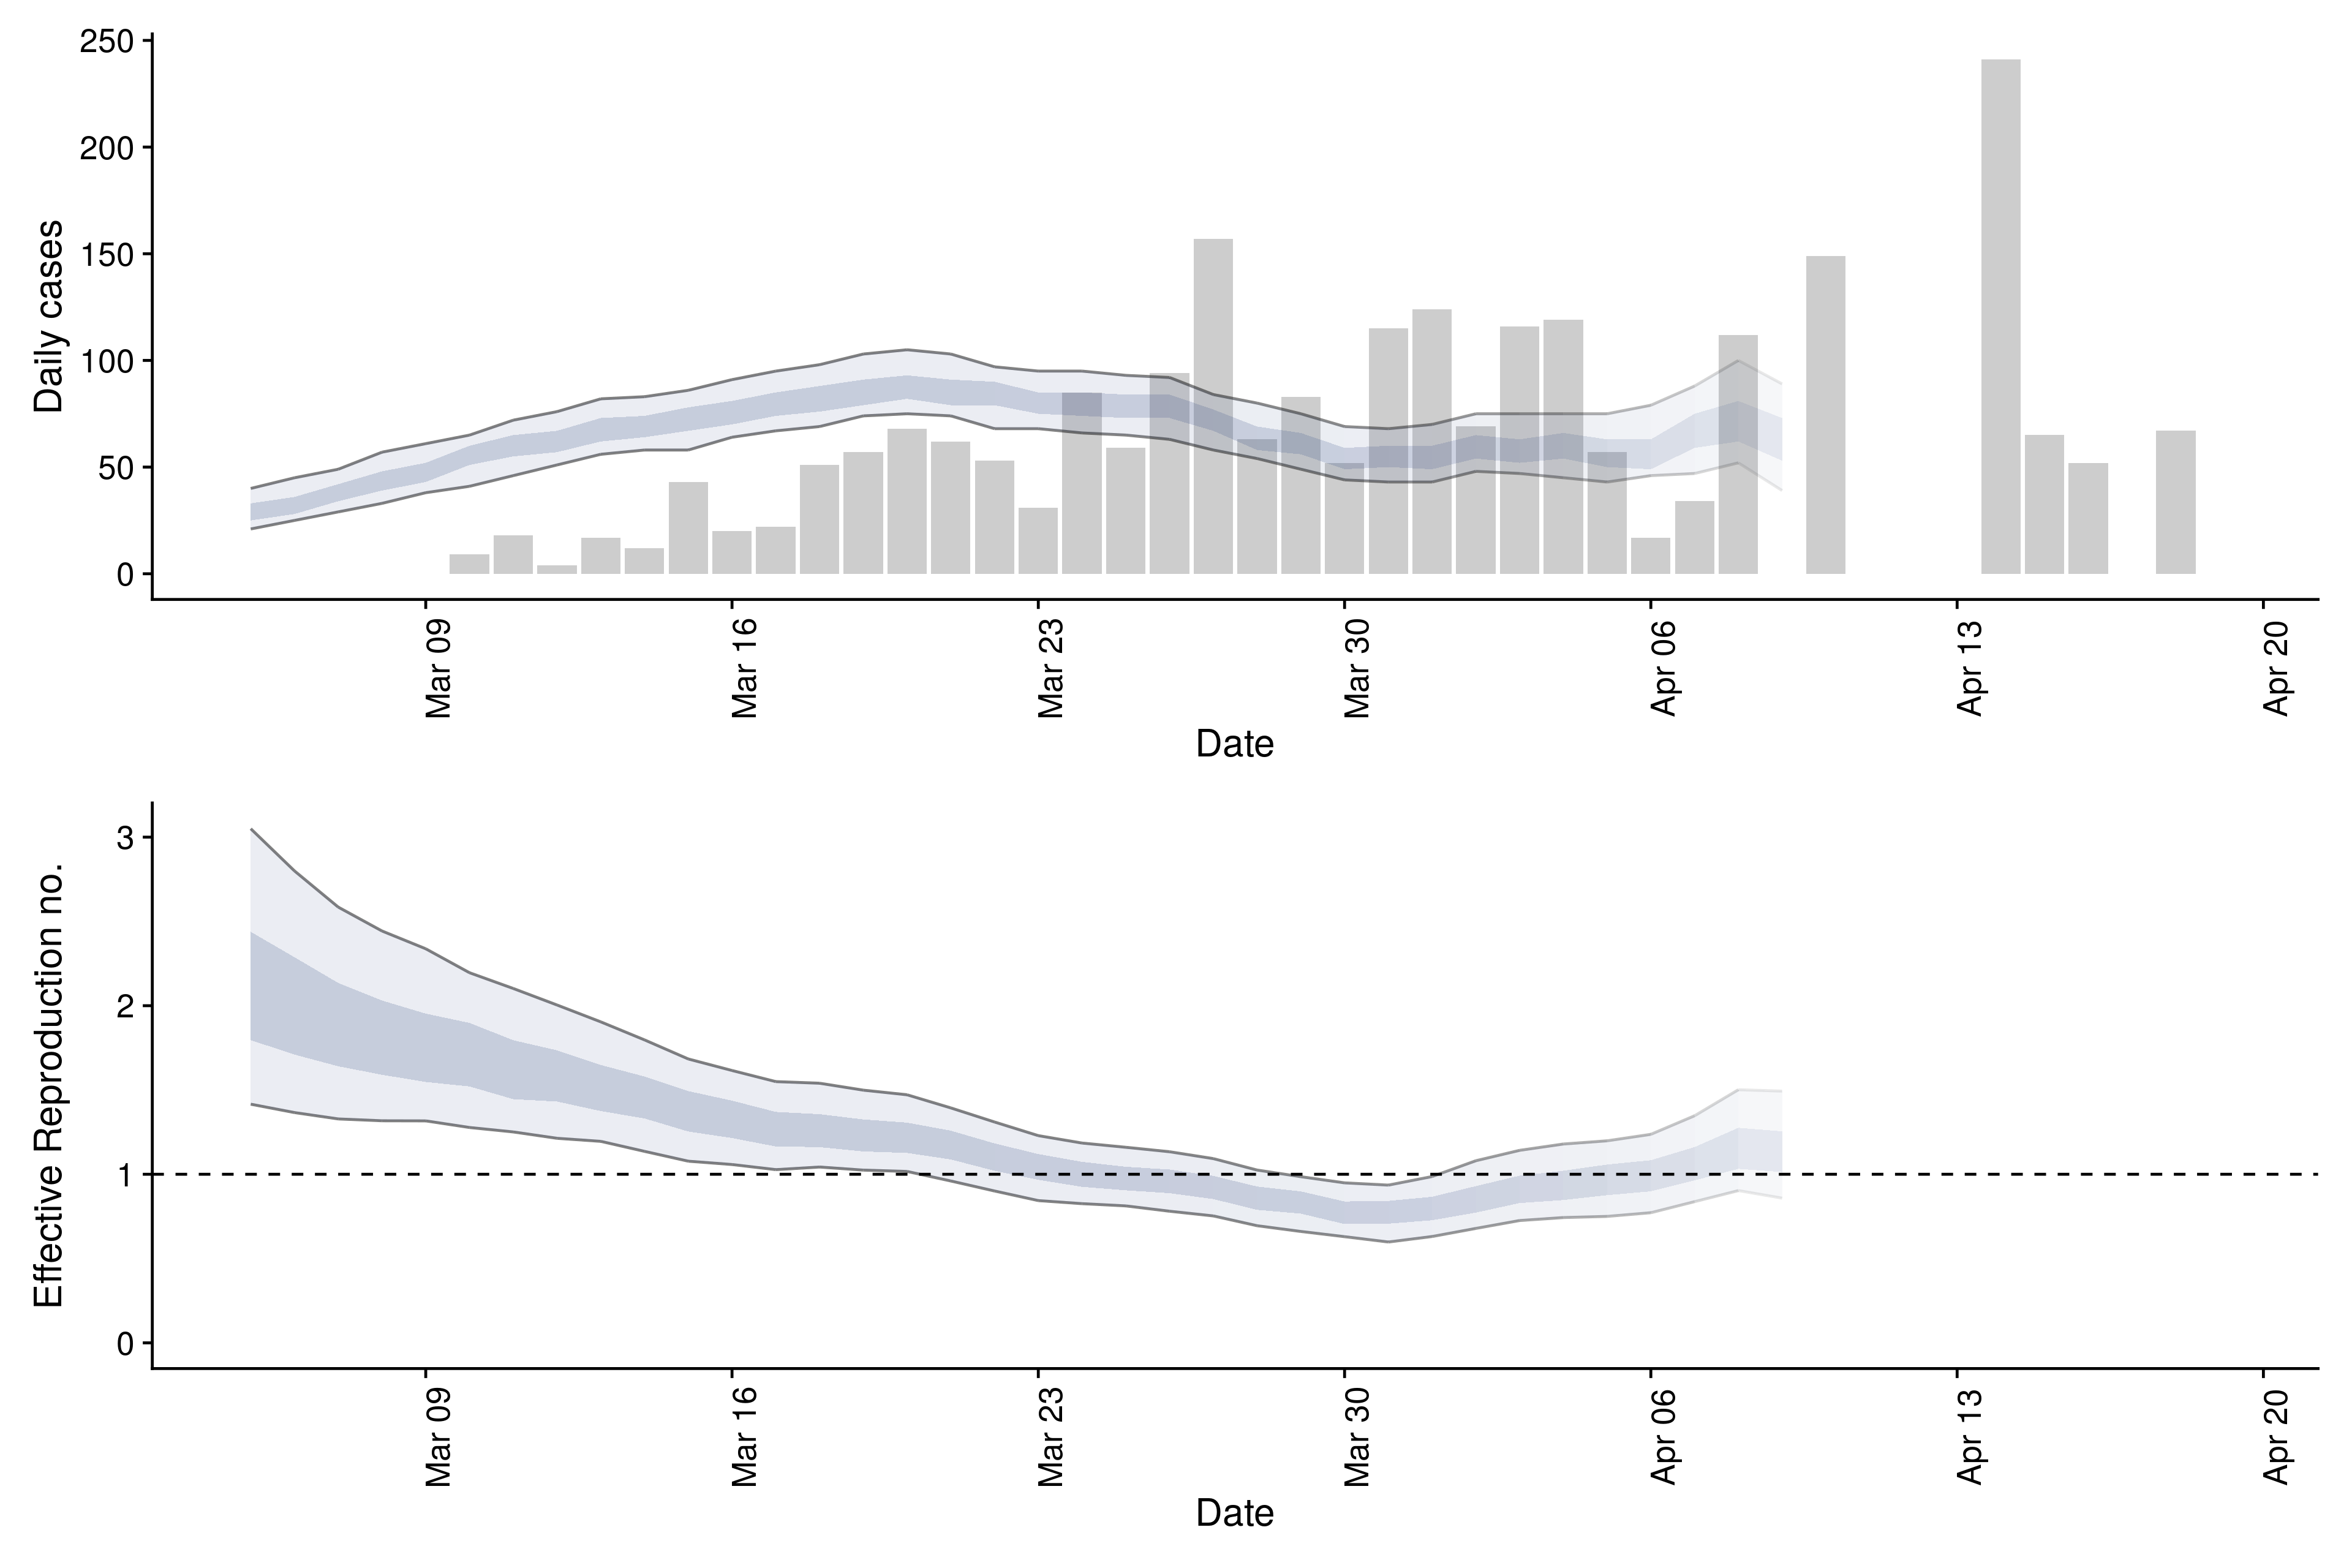 250
200
150
100
50
0
Daily cases
Mar 09
Mar 16
Mar 23
Mar 30
Apr 06
Apr 13
Apr 20
Date
3
2
1
0
Effective Reproduction no.
Mar 09
Mar 16
Mar 23
Mar 30
Apr 06
Apr 13
Apr 20
Date